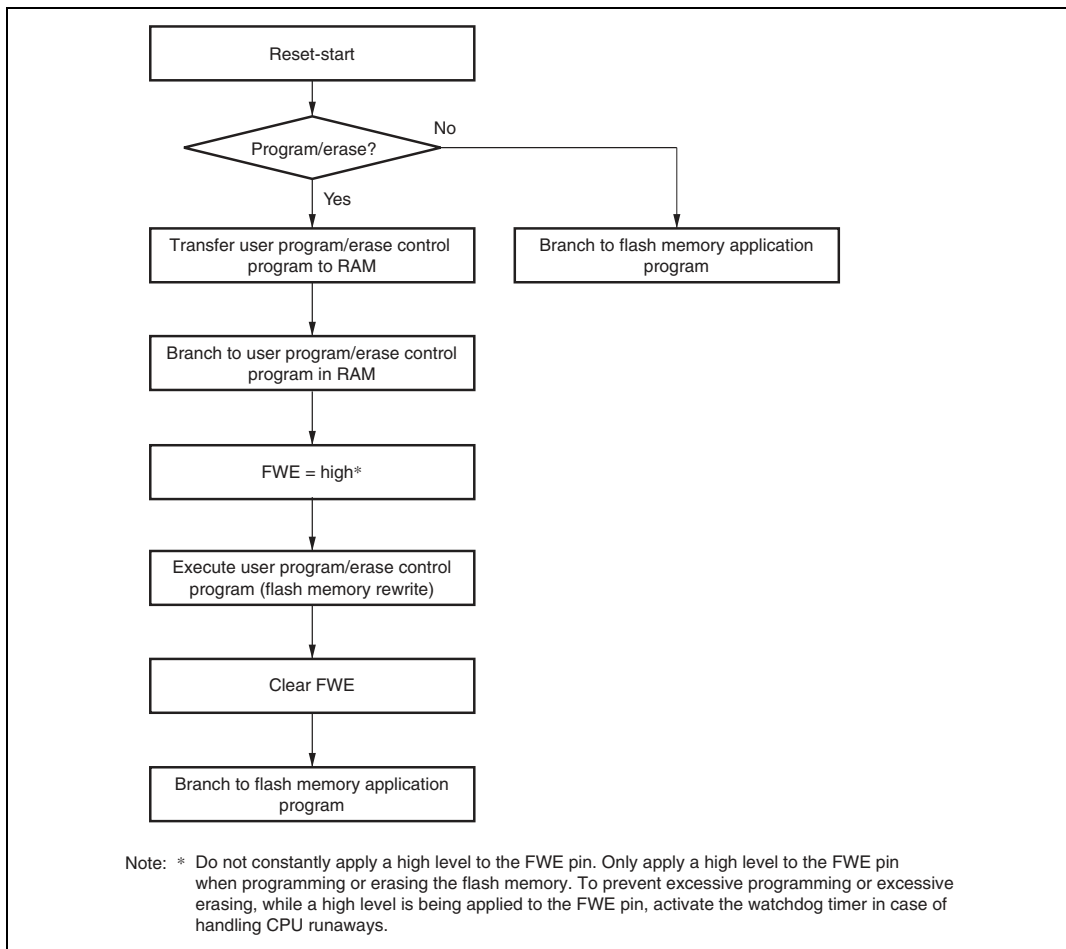 Reset-start
Program/erase?
No
Yes
Transfer user program/erase control
program to RAM
Branch to flash memory application
program
Branch to user program/erase control
program in RAM
FWE = high*
Execute user program/erase control
program (flash memory rewrite)
Clear FWE
Branch to flash memory application
program
Note: * Do not constantly apply a high level to the FWE pin. Only apply a high level to the FWE pin
when programming or erasing the flash memory. To prevent excessive programming or excessive
erasing, while a high level is being applied to the FWE pin, activate the watchdog timer in case of
handling CPU runaways.